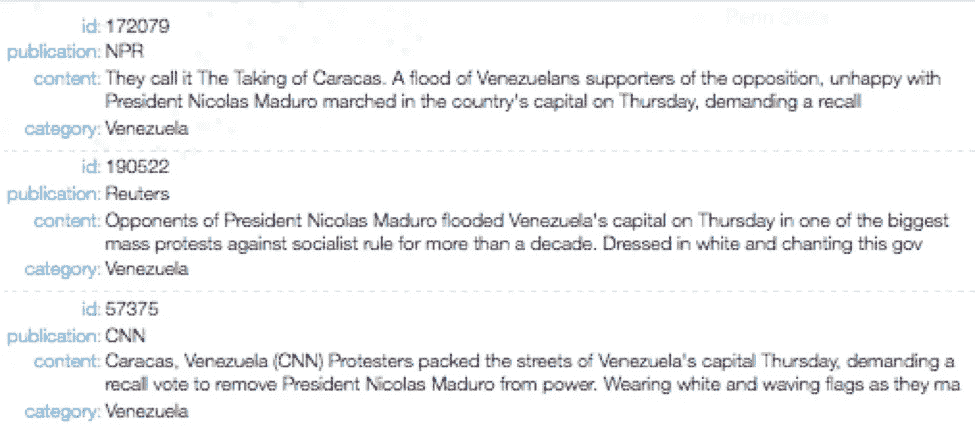 Penn State
id: 172079
publication: NPR
content: They call it The Taking of Caracas. A flood of Venezuelans supporters of the opposition, unhappy with
President Nicolas Maduro marched in the country's capital on Thursday, demanding a recall
category: Venezuela
id: 190522
publication: Reuters
content: Opponents of President Nicolas Maduro flooded Venezuela's capital on Thursday in one of the biggest
mass protests against socialist rule for more than a decade. Dressed in white and chanting this gov
category: Venezuela
id: 57375
publication: CNN
content: Caracas, Venezuela (CNN) Protesters packed the streets of Venezuela's capital Thursday, demanding a
recall vote to remove President Nicolas Maduro from power. Wearing white and waving flags as they ma
category: Venezuela